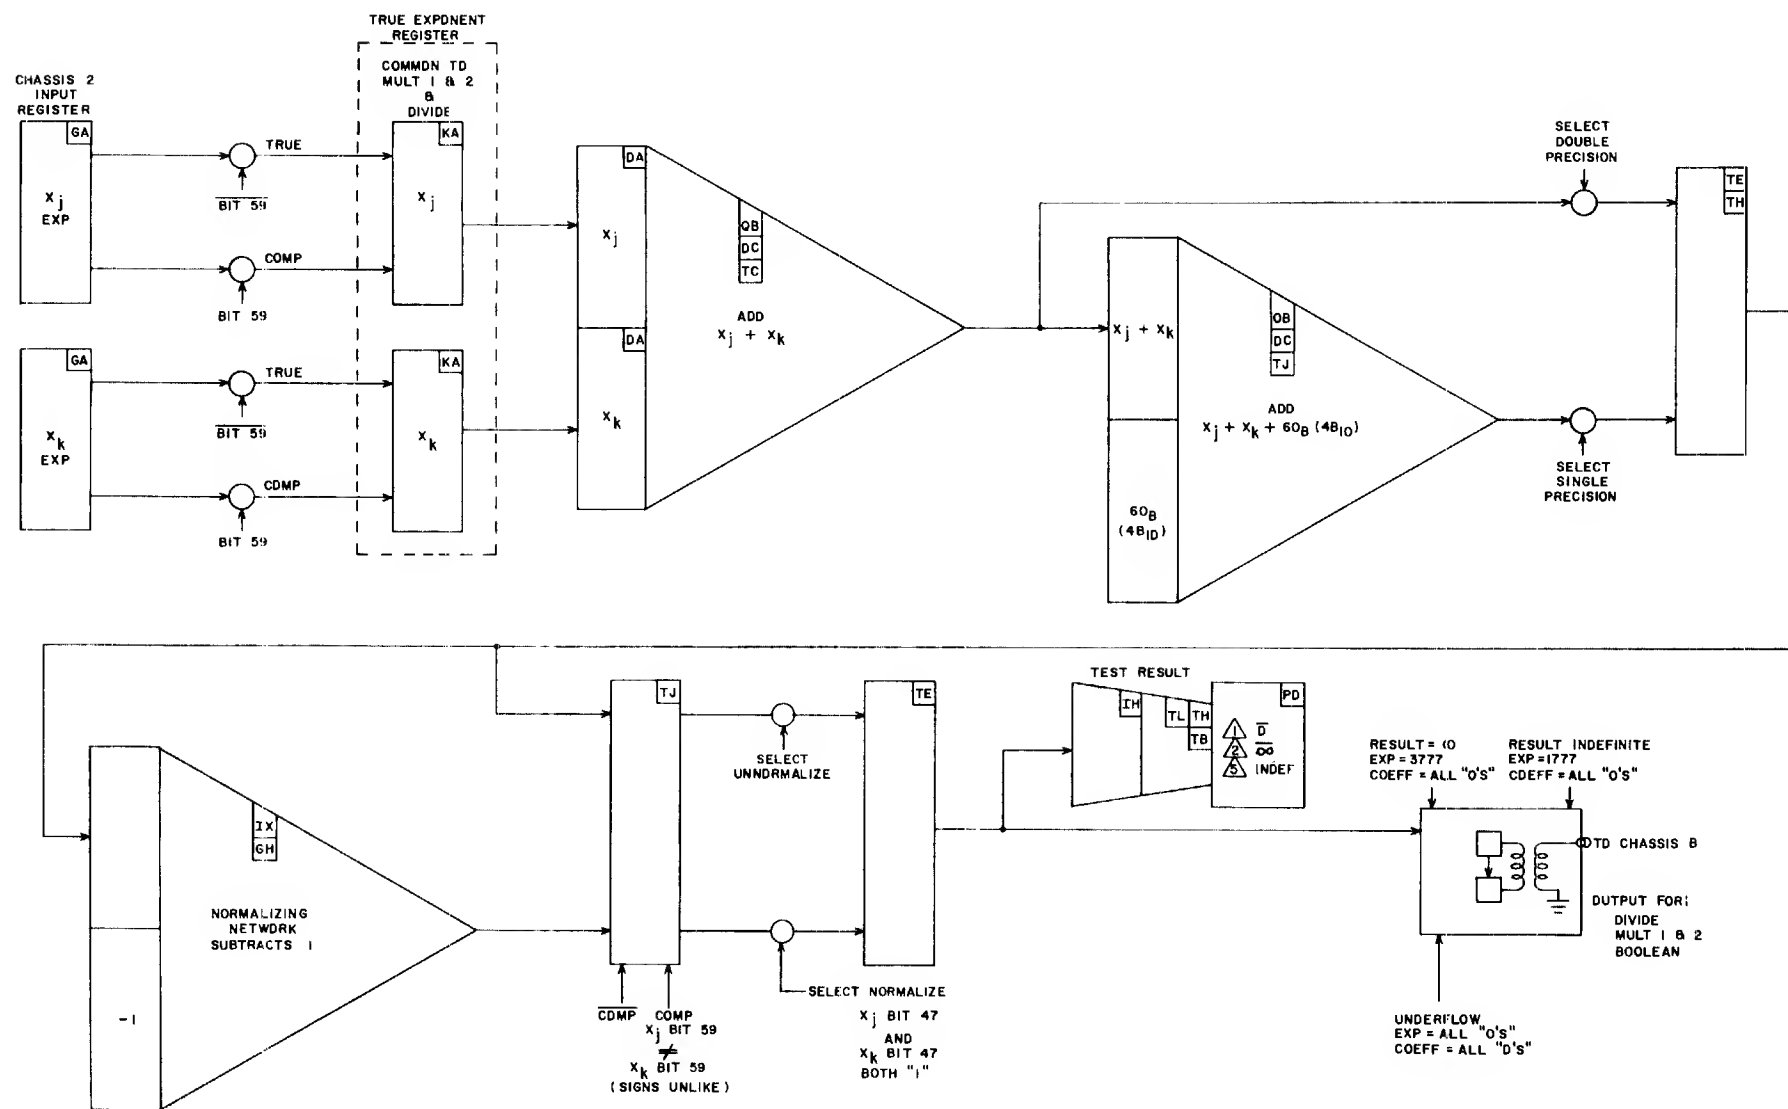 TRUE EXPDNENT
REGISTER
CHASSIS 2
INPUT
REGISTER
COMMDN TD
MULT 1 & 2
&
DIVIDE
GA
TRUE
KA
Xj
EXP
BIT 59
Xj
COMP
BIT 59
GA
TRUE
KA
Xk
EXP
BIT 59
Xk
CDMP
BIT 59
DA
Xj
QB
DC
TC
ADD
Xj + Xk
DA
Xk
SELECT
DOUBLE
PRECISION
TE
TH
Xj + Xk
OB
DC
TJ
ADD
Xj + Xk + 60B (4B10)
60B
(4B1D)
SELECT
SINGLE
PRECISION
IX
GH
NORMALIZING
NETWDRK
SUBTRACTS 1
-1
TJ
SELECT
UNNDRMALIZE
TE
CDMP
COMP
Xj BIT 59
≠
Xk BIT 59
(SIGNS UNLIKE)
SELECT NORMALIZE
Xj BIT 47
AND
Xk BIT 47
BOTH "1"
TEST RESULT
IH
TL
TH
TB
PD
1 D
2 ∞
5 INDEF
RESULT = (0
EXP = 3777
COEFF = ALL "O'S"
RESULT INDEFINITE
EXP = 1777
CDEFF = ALL "O'S"
TD CHASSIS B
DUTPUT FOR:
DIVIDE
MULT 1 & 2
BOOLEAN
UNDERFLOW
EXP = ALL "O'S"
COEFF = ALL "D'S"